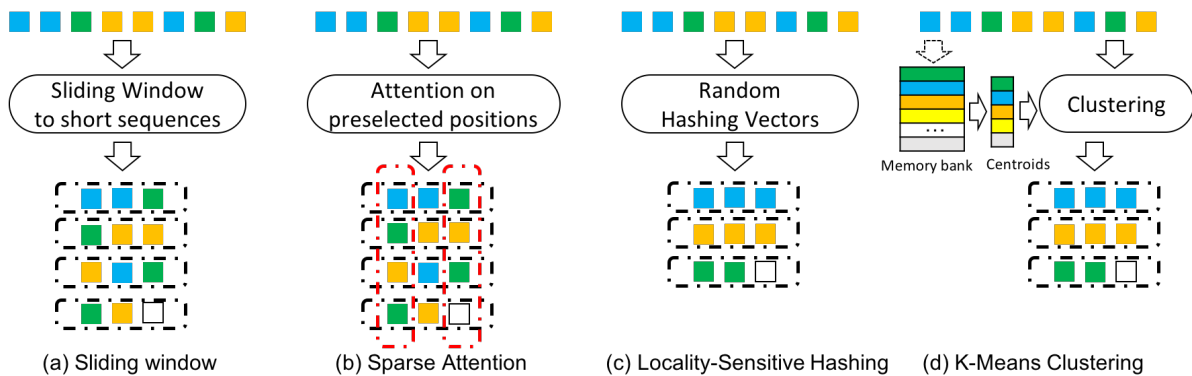 Sliding Window
to short sequences
(a) Sliding window
Attention on
preselected positions
(b) Sparse Attention
Random
Hashing Vectors
(c) Locality-Sensitive Hashing
...
Memory bank
Centroids
Clustering
(d) K-Means Clustering